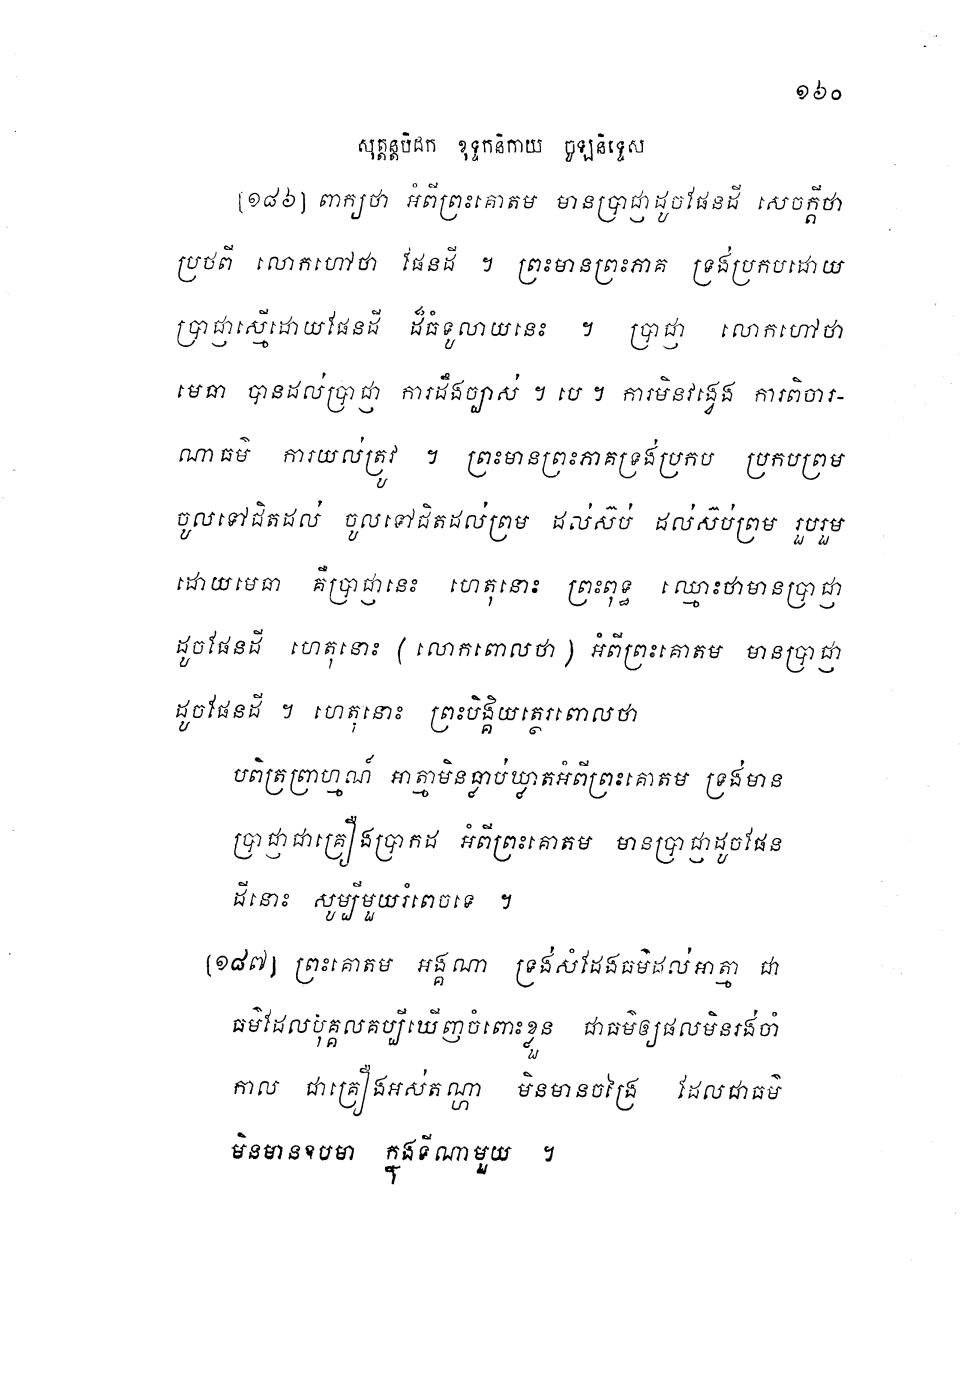 ១៦០
សុត្តន្តបិដក ខុទ្ទកនិកាយ ចូឡនិទ្ទេស
[១៨៦] ពាក្យថា អំពីព្រះគោតម មានប្រាជ្ញាដូចផែនដី សេចក្តីថា
ប្រថពី លោកហៅថា ផែនដី ។ ព្រះមានព្រះភាគ ទ្រង់ប្រកបដោយ
ប្រាជ្ញាស្មើដោយផែនដី ដ៏ធំទូលាយនេះ ។ ប្រាជ្ញា លោកហៅថា
មេធា បានដល់ប្រាជ្ញា ការដឹងច្បាស់ ។ បេ ។ ការមិនវង្វេង ការពិចារ-
ណាធម៌ ការយល់ត្រូវ ។ ព្រះមានព្រះភាគទ្រង់ប្រកប ប្រកបព្រម
ចូលទៅជិតដល់ ចូលទៅជិតដល់ព្រម ដល់ស៊ប់ ដល់ស៊ប់ព្រម រួបរួម
ដោយមេធា គឺប្រាជ្ញានេះ ហេតុនោះ ព្រះពុទ្ធ ឈ្មោះថាមានប្រាជ្ញា
ដូចផែនដី ហេតុនោះ (លោកពោលថា) អំពីព្រះគោតម មានប្រាជ្ញា
ដូចផែនដី ។ ហេតុនោះ ព្រះបិង្គិយត្ថេរពោលថា
បពិត្រព្រាហ្មណ៍ អាត្មាមិនធ្លាប់ឃ្លាតអំពីព្រះគោតម ទ្រង់មាន
ប្រាជ្ញាជាគ្រឿងប្រាកដ អំពីព្រះគោតម មានប្រាជ្ញាដូចផែន
ដីនោះ សូម្បីមួយរំពេចទេ ។
[១៨៧] ព្រះគោតម អង្គណា ទ្រង់សំដែងធម៌ដល់អាត្មា ជា
ធម៌ដែលបុគ្គលគប្បីឃើញចំពោះខ្លួន ជាធម៌ឲ្យផលមិនរង់ចាំ
កាល ជាគ្រឿងអស់តណ្ហា មិនមានចង្រៃ ដែលជាធម៌
មិនមានឧបមា ក្នុងទីណាមួយ ។